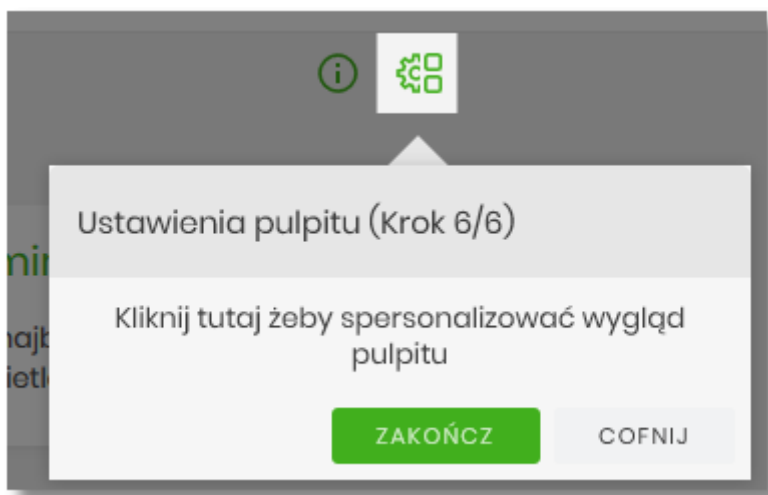 Ustawienia pulpitu (Krok 6/6)
Kliknij tutaj żeby spersonalizować wygląd
pulpitu
ZAKOŃCZ COFNIJ